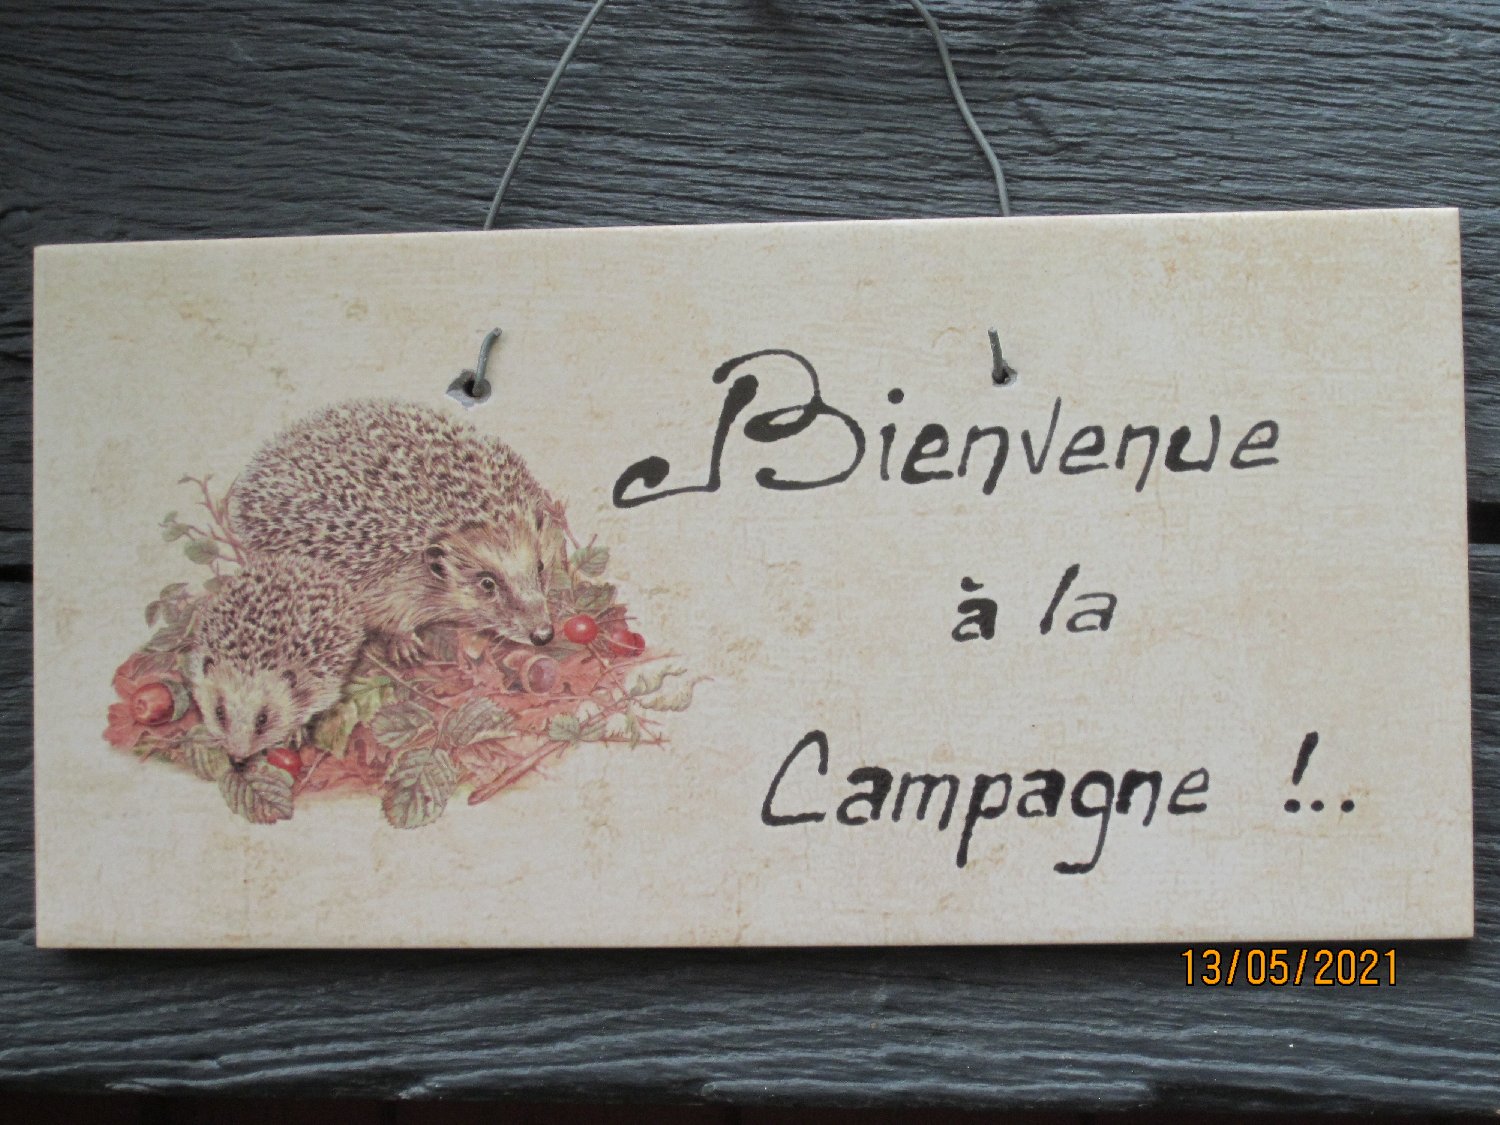 Bienvenue
à la
Campagne !..
13/05/2021